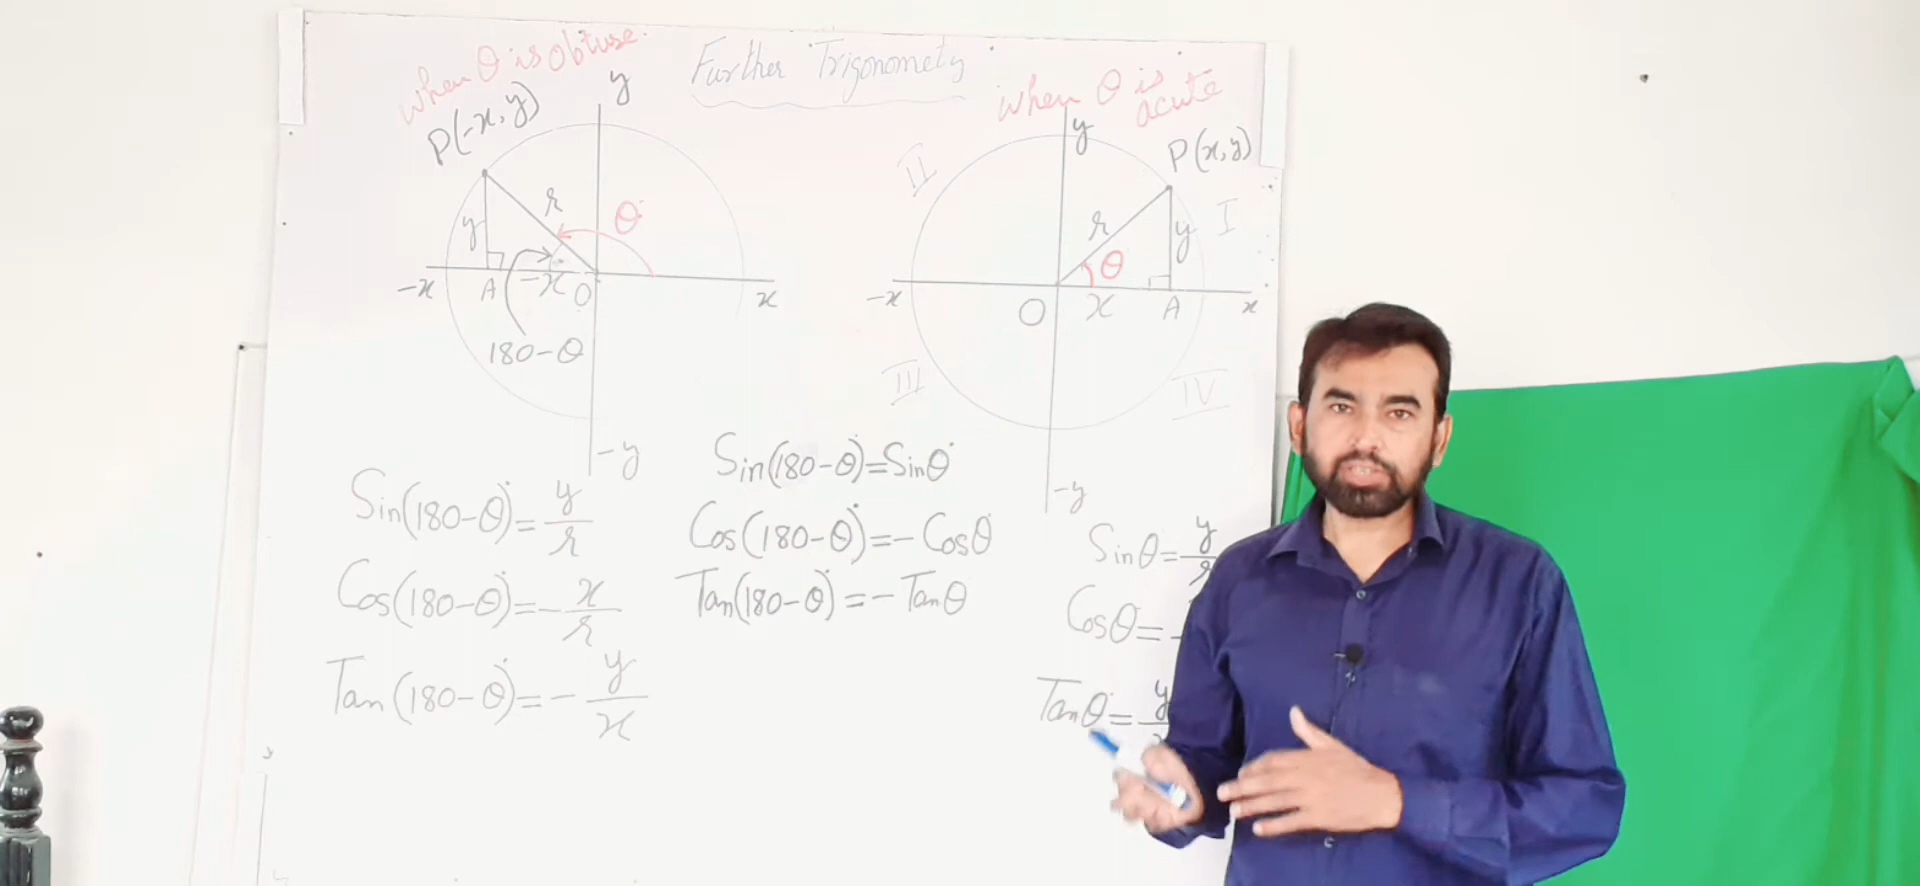 Further Trigonometry
when θ is obtuse.
P(-x, y)
y
r
θ
y
-x
A
-x
O
x
180-θ
-y
when θ is
acute
y
P(x, y)
II
I
r
y
θ
-x
O
x
A
x
III
IV
-y
Sin(180-θ)=y/r
Cos(180-θ)=-x/r
Tan(180-θ)=-y/x
Sin(180-θ)=Sinθ
Cos(180-θ)=-Cosθ
Tan(180-θ)=-Tanθ
Sinθ=y/r
Cosθ=
Tanθ=y/x